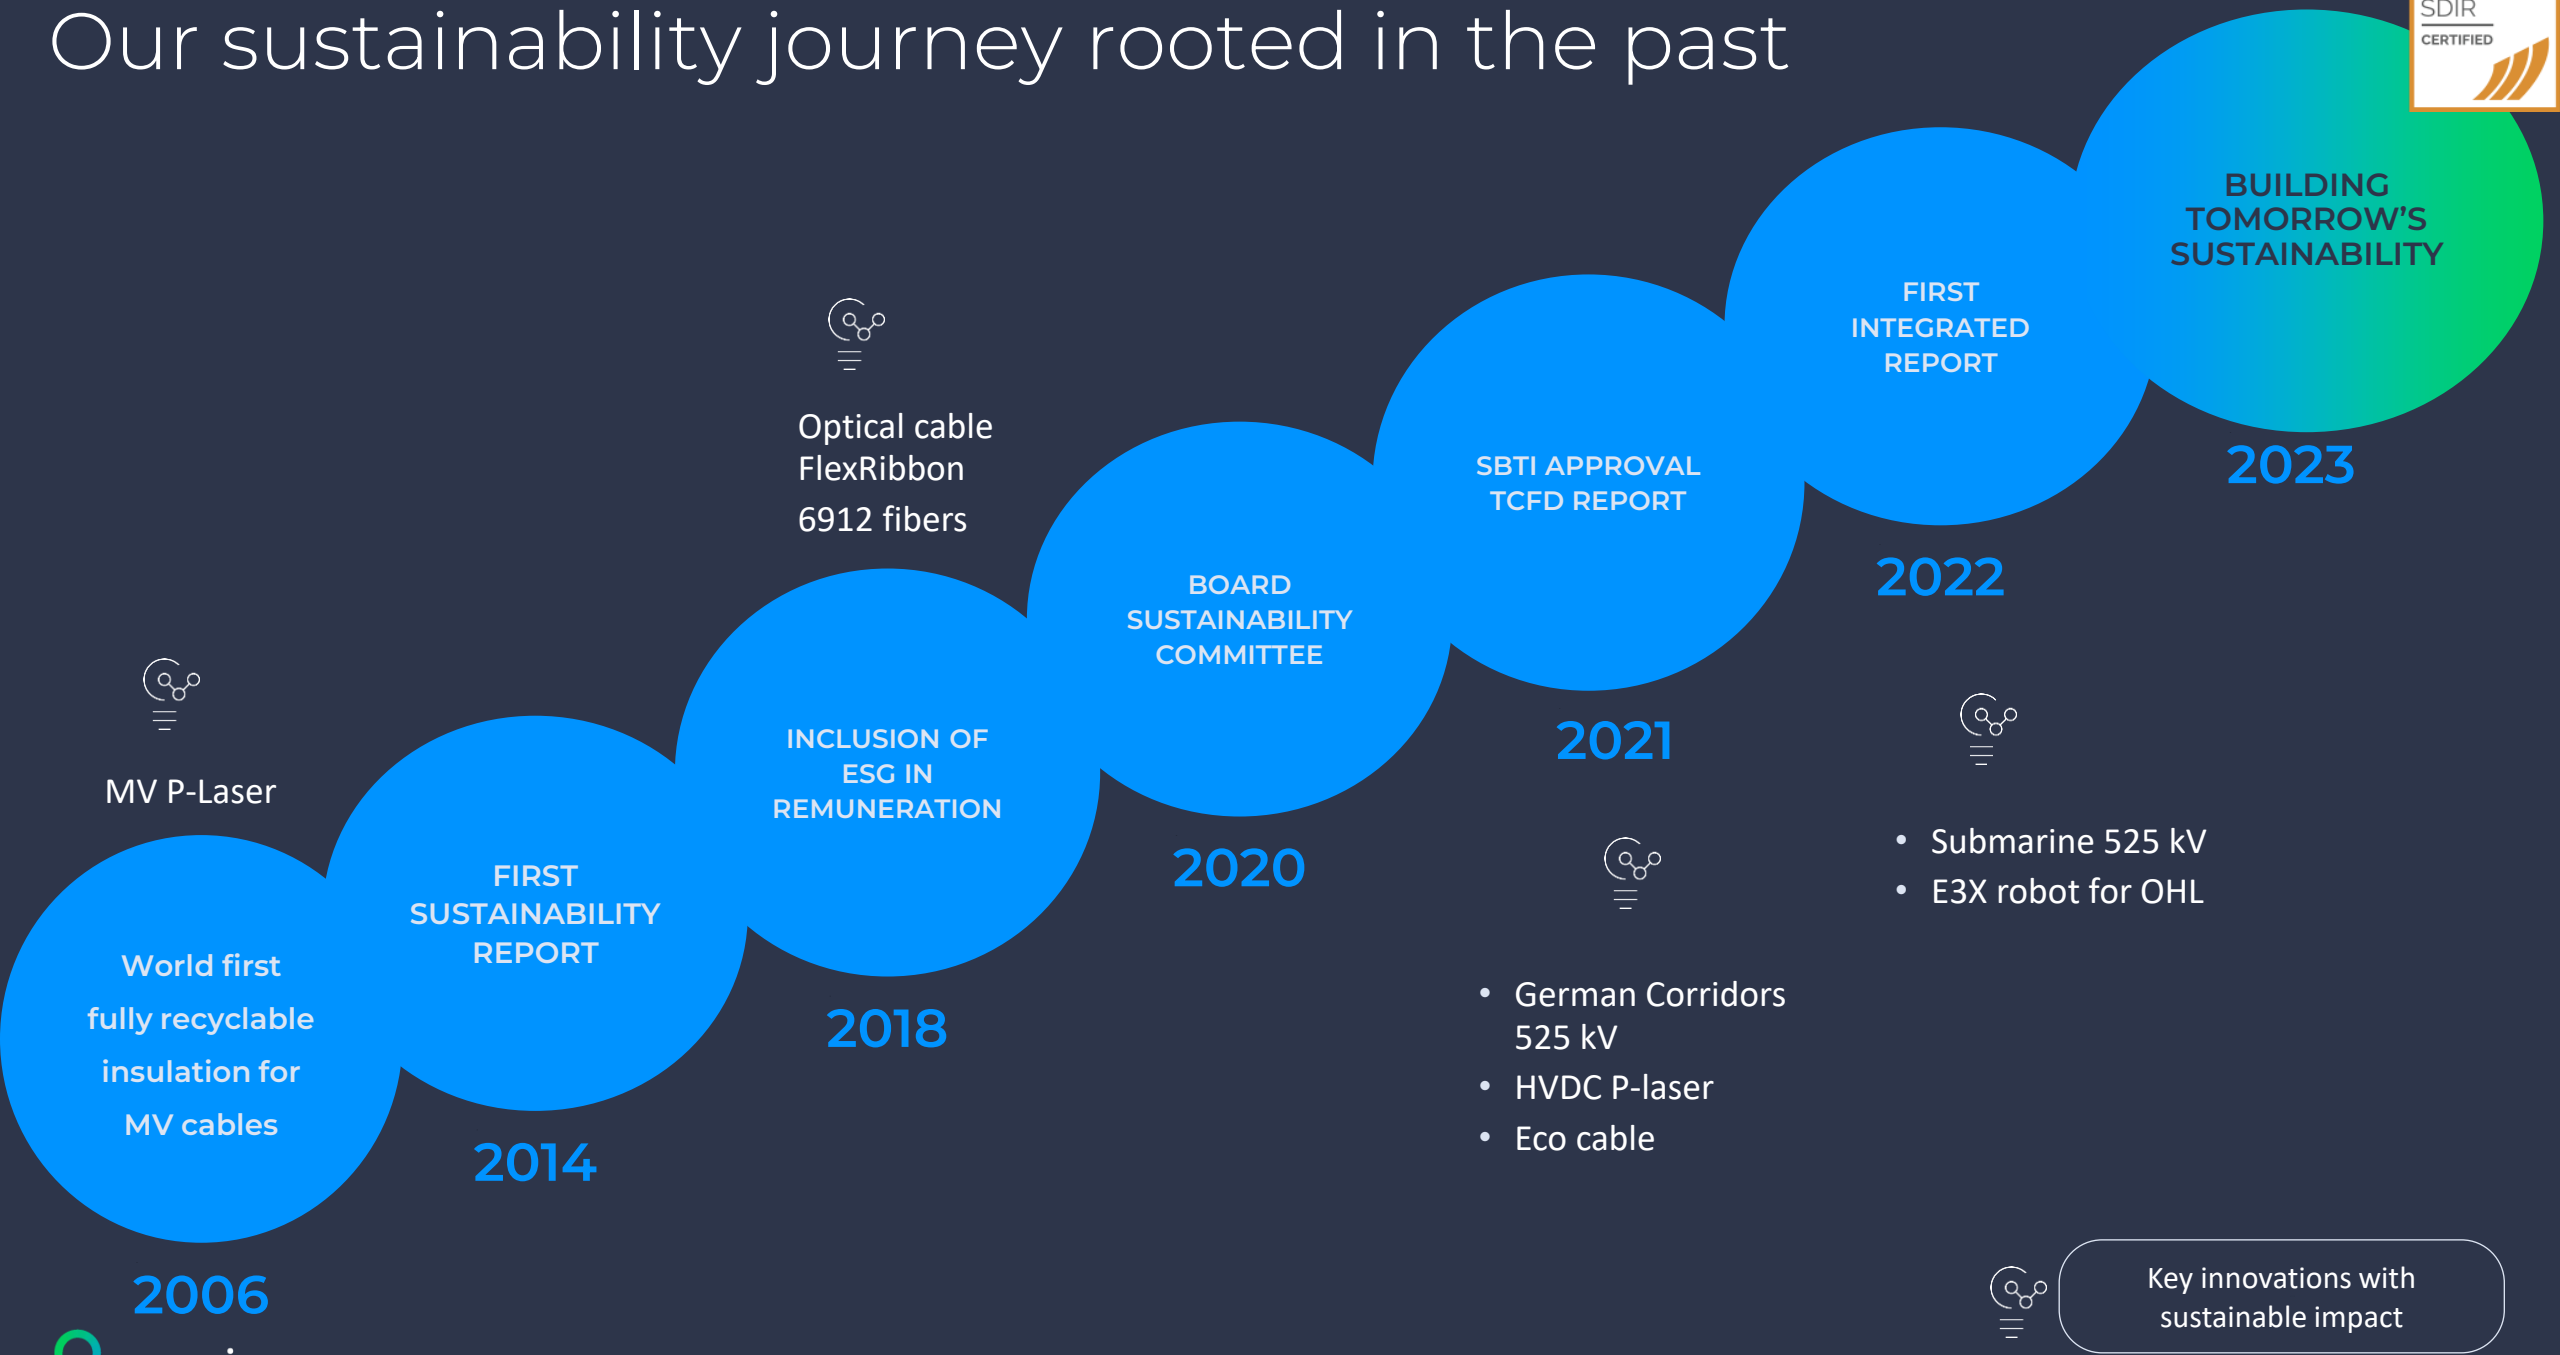 Our sustainability journey rooted in the past
SDIR
CERTIFIED
BUILDING
TOMORROW'S
SUSTAINABILITY
2023
FIRST
INTEGRATED
REPORT
2022
• Submarine 525 kV
• E3X robot for OHL
SBTI APPROVAL
TCFD REPORT
2021
• German Corridors
525 kV
• HVDC P-laser
• Eco cable
BOARD
SUSTAINABILITY
COMMITTEE
2020
Optical cable
FlexRibbon
6912 fibers
INCLUSION OF
ESG IN
REMUNERATION
2018
FIRST
SUSTAINABILITY
REPORT
2014
MV P-Laser
World first
fully recyclable
insulation for
MV cables
2006
Key innovations with
sustainable impact